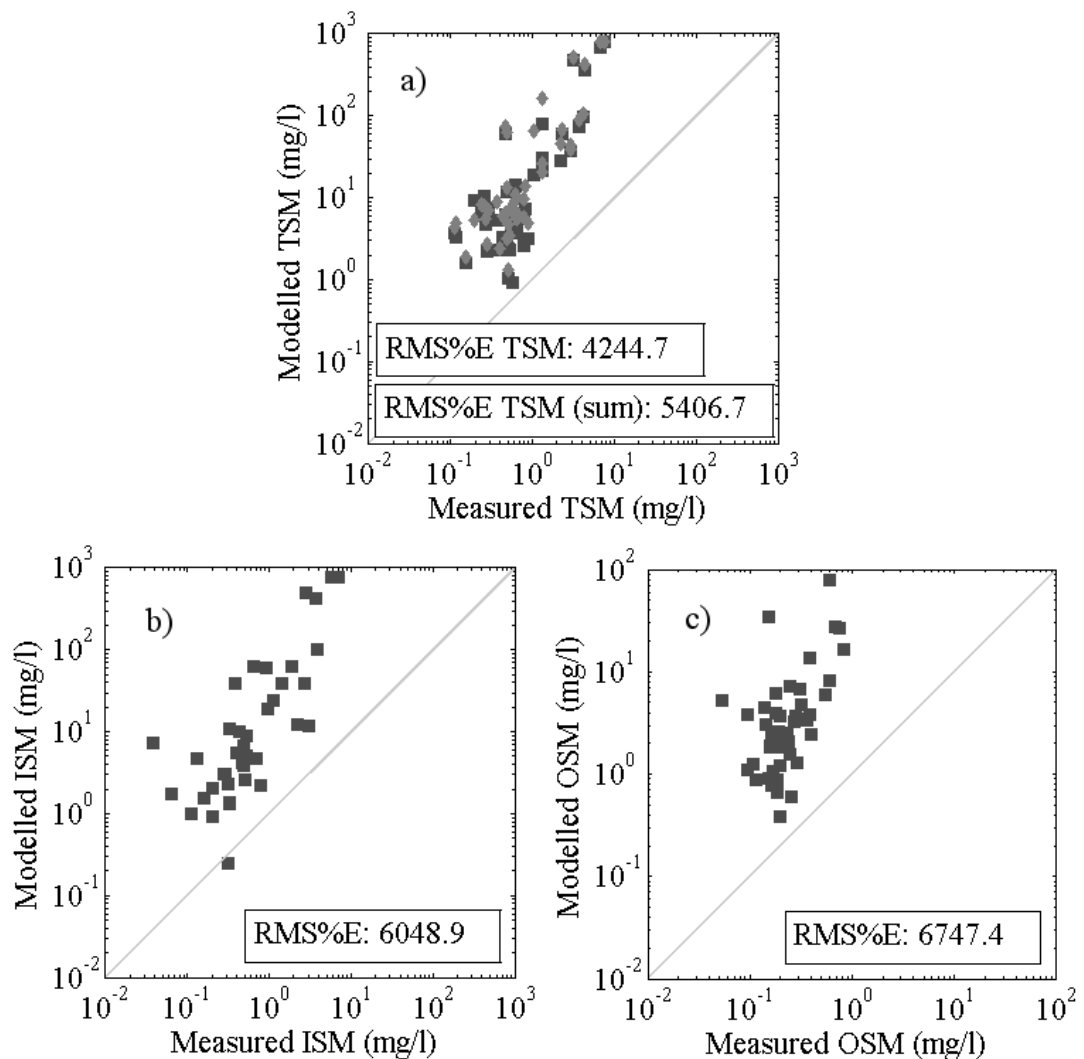 a)
Modelled TSM (mg/l)
10^3
10^2
10^1
10^0
10^-1
10^-2
RMS%E TSM: 4244.7
RMS%E TSM (sum): 5406.7
10^-2 10^-1 10^0 10^1 10^2 10^3
Measured TSM (mg/l)
b)
Modelled ISM (mg/l)
10^3
10^2
10^1
10^0
10^-1
10^-2
RMS%E: 6048.9
10^-2 10^-1 10^0 10^1 10^2 10^3
Measured ISM (mg/l)
c)
Modelled OSM (mg/l)
10^2
10^1
10^0
10^-1
10^-2
RMS%E: 6747.4
10^-2 10^-1 10^0 10^1 10^2
Measured OSM (mg/l)